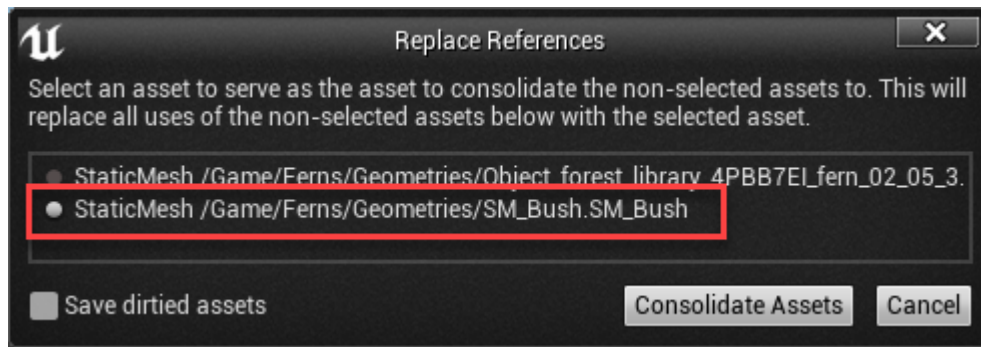 Replace References
Select an asset to serve as the asset to consolidate the non-selected assets to. This will
replace all uses of the non-selected assets below with the selected asset.
StaticMesh /Game/Ferns/Geometries/Object_forest_library_4PBB7EI_fern_02_05_3.
StaticMesh /Game/Ferns/Geometries/SM_Bush.SM_Bush
Save dirtied assets
Consolidate Assets
Cancel